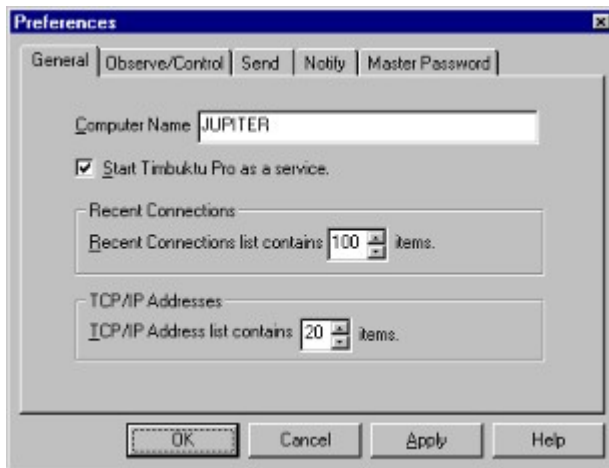 Preferences
General Observe/Control Send Notify Master Password
Computer Name JUPITER
Start Timbuktu Pro as a service.
Recent Connections
Recent Connections list contains 100 items.
TCP/IP Addresses
TCP/IP Address list contains 20 items.
OK Cancel Apply Help